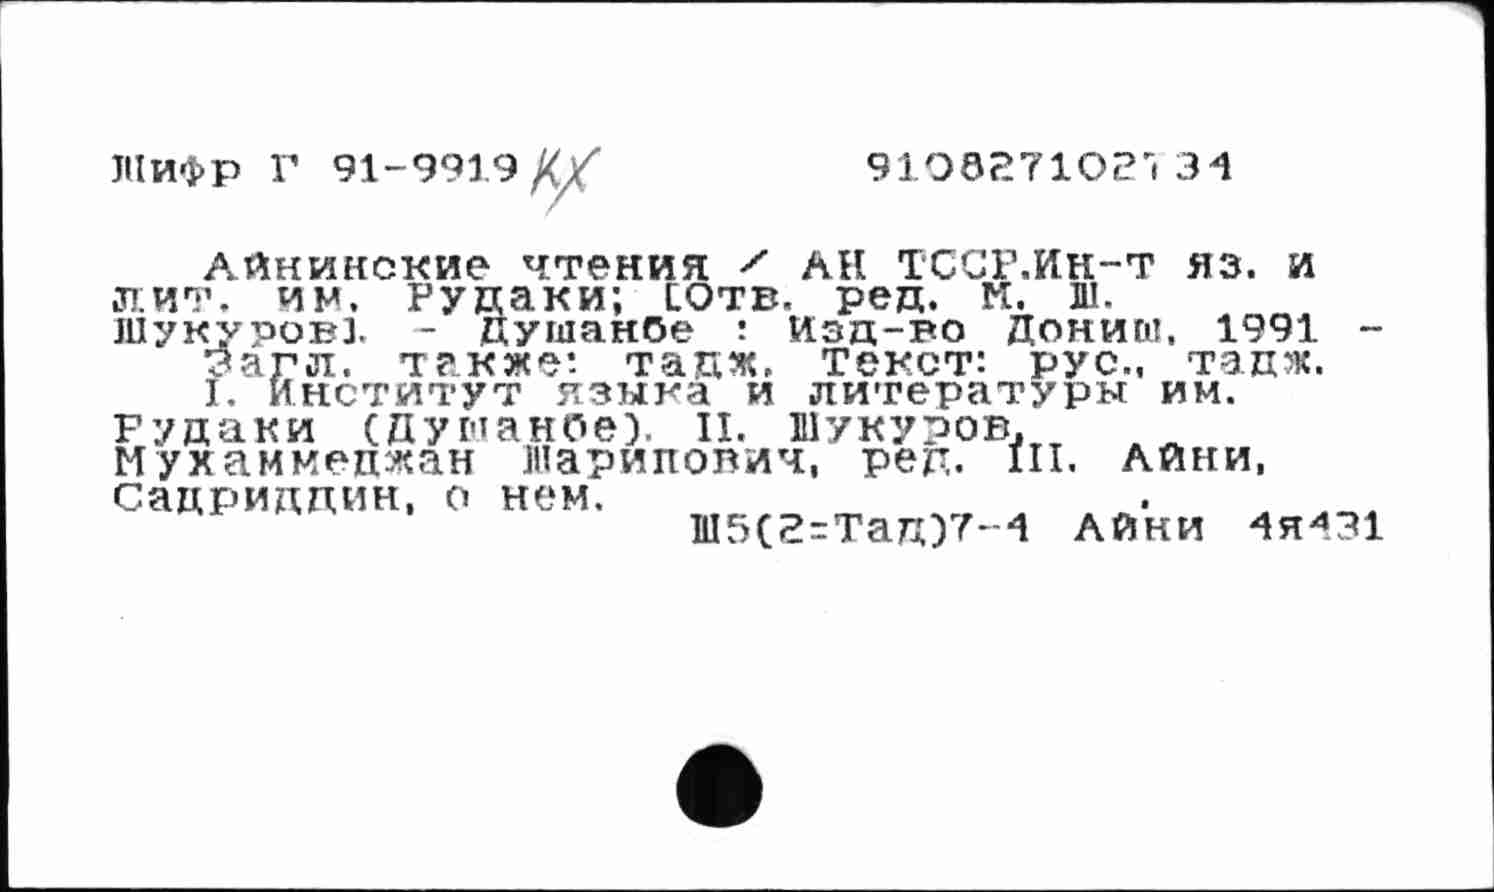 Шифр Г 91-9919 КХ 910827102734
Айнинские чтения / АН ТССР.Ин-т яз. и
лит. им. Рудаки; [Отв. ред. М. Ш.
Шукуров]. - Душанбе : Изд-во Дониш, 1991 -
Загл. также: тадж. Текст: рус., тадж.
I. Институт языка и литературы им.
Рудаки (Душанбе). II. Шукуров,
Мухаммеджан Шарипович, ред. III. Айни,
Садриддин, о нем.
Ш5(2=Тад)7-4 Айни 4я431